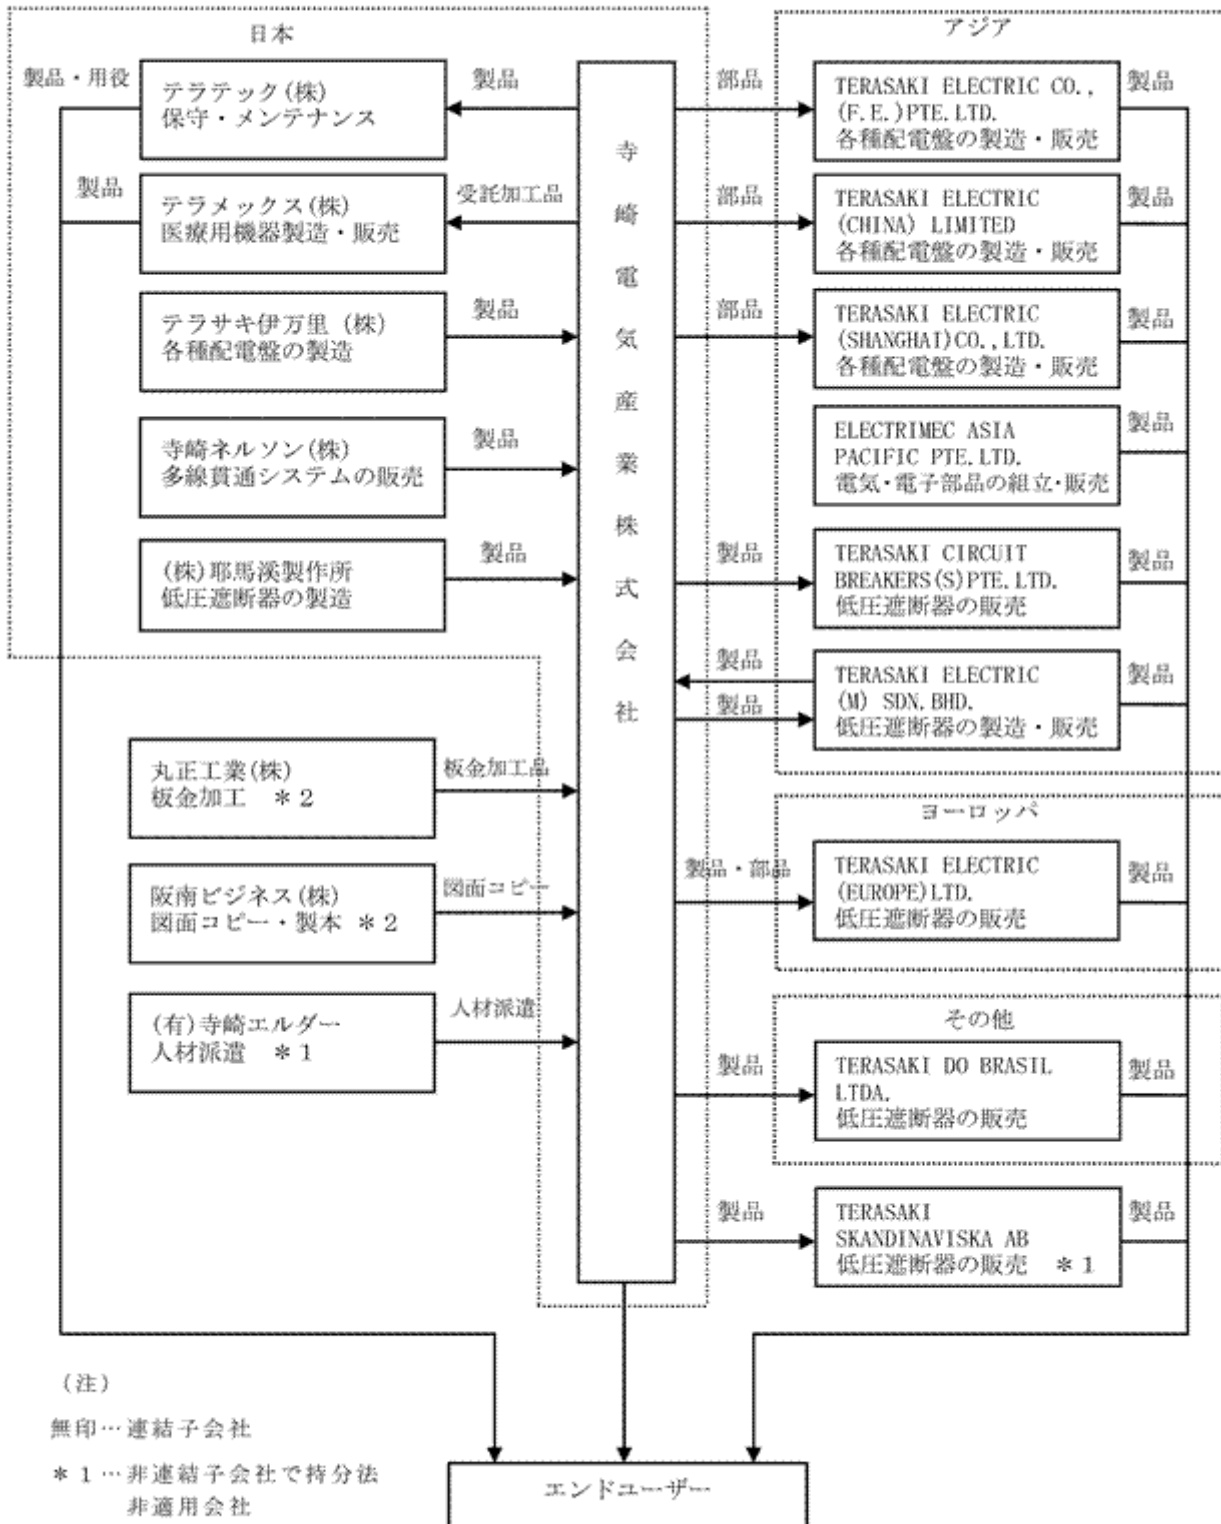 日本
製品・用役
テラテック(株)
保守・メンテナンス
製品
製品
テラメックス(株)
医療用機器製造・販売
受託加工品
テラサキ伊万里 (株)
各種配電盤の製造
製品
寺崎ネルソン(株)
多線貫通システムの販売
製品
(株)耶馬溪製作所
低圧遮断器の製造
製品
丸正工業(株)
板金加工 *2
板金加工品
阪南ビジネス(株)
図面コピー・製本 *2
図面コピー
(有)寺崎エルダー
人材派遣 *1
人材派遣
寺崎電気産業株式会社
アジア
部品
TERASAKI ELECTRIC CO.,
(F.E.)PTE.LTD.
各種配電盤の製造・販売
製品
部品
TERASAKI ELECTRIC
(CHINA) LIMITED
各種配電盤の製造・販売
製品
部品
TERASAKI ELECTRIC
(SHANGHAI)CO.,LTD.
各種配電盤の製造・販売
製品
ELECTRIMEC ASIA
PACIFIC PTE.LTD.
電気・電子部品の組立・販売
製品
製品
TERASAKI CIRCUIT
BREAKERS(S)PTE.LTD.
低圧遮断器の販売
製品
製品
製品
TERASAKI ELECTRIC
(M) SDN.BHD.
低圧遮断器の製造・販売
製品
ヨーロッパ
製品・部品
TERASAKI ELECTRIC
(EUROPE)LTD.
低圧遮断器の販売
製品
その他
製品
TERASAKI DO BRASIL
LTDA.
低圧遮断器の販売
製品
製品
TERASAKI
SKANDINAVISKA AB
低圧遮断器の販売 *1
製品
(注)
無印…連結子会社
*1…非連結子会社で持分法
非適用会社
エンドユーザー